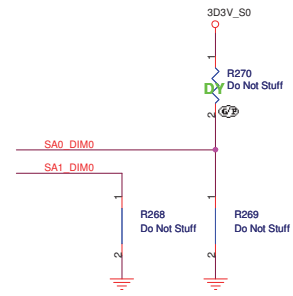 3D3V_S0
1
R270
DY Do Not Stuff
2 G/P
SA0_DIM0
SA1_DIM0
1 1
R268 R269
Do Not Stuff Do Not Stuff
2 2